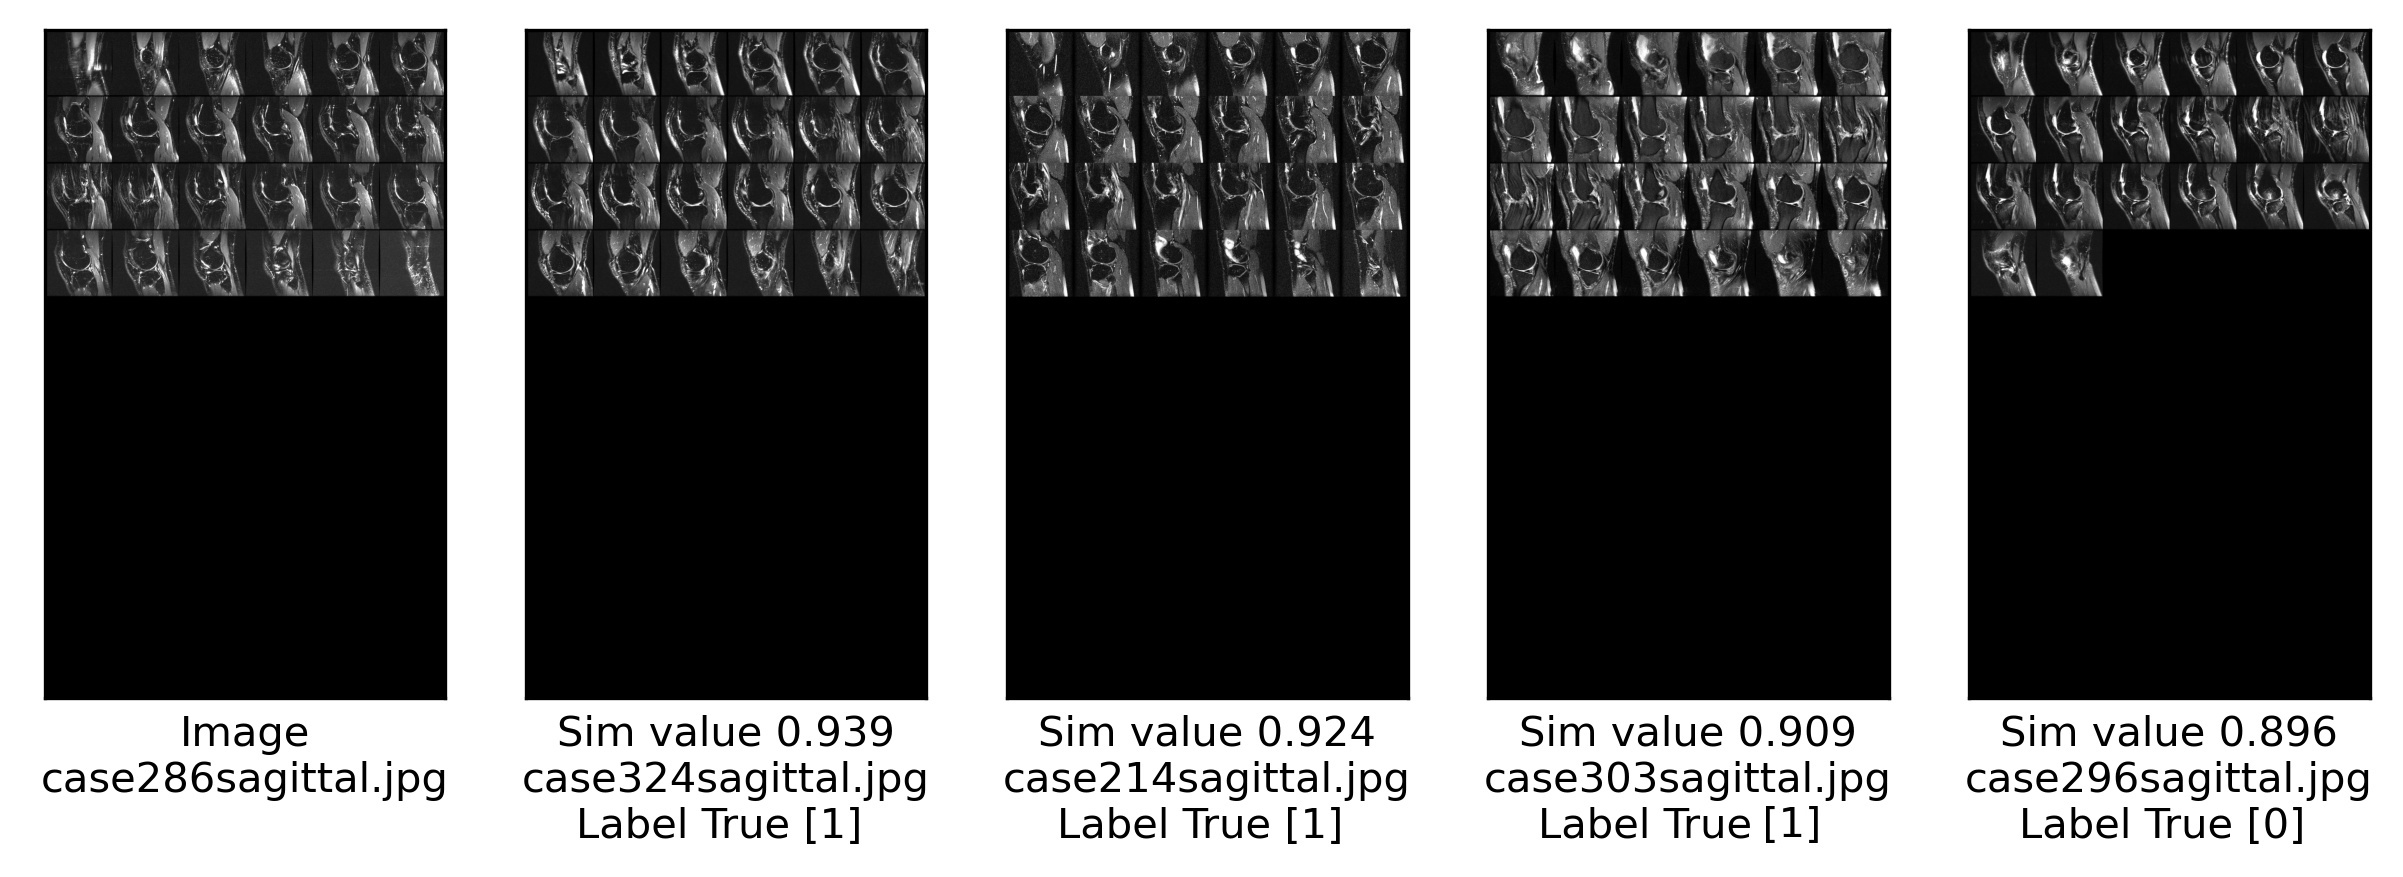 Image
case286sagittal.jpg
Sim value 0.939
case324sagittal.jpg
Label True [1]
Sim value 0.924
case214sagittal.jpg
Label True [1]
Sim value 0.909
case303sagittal.jpg
Label True [1]
Sim value 0.896
case296sagittal.jpg
Label True [0]